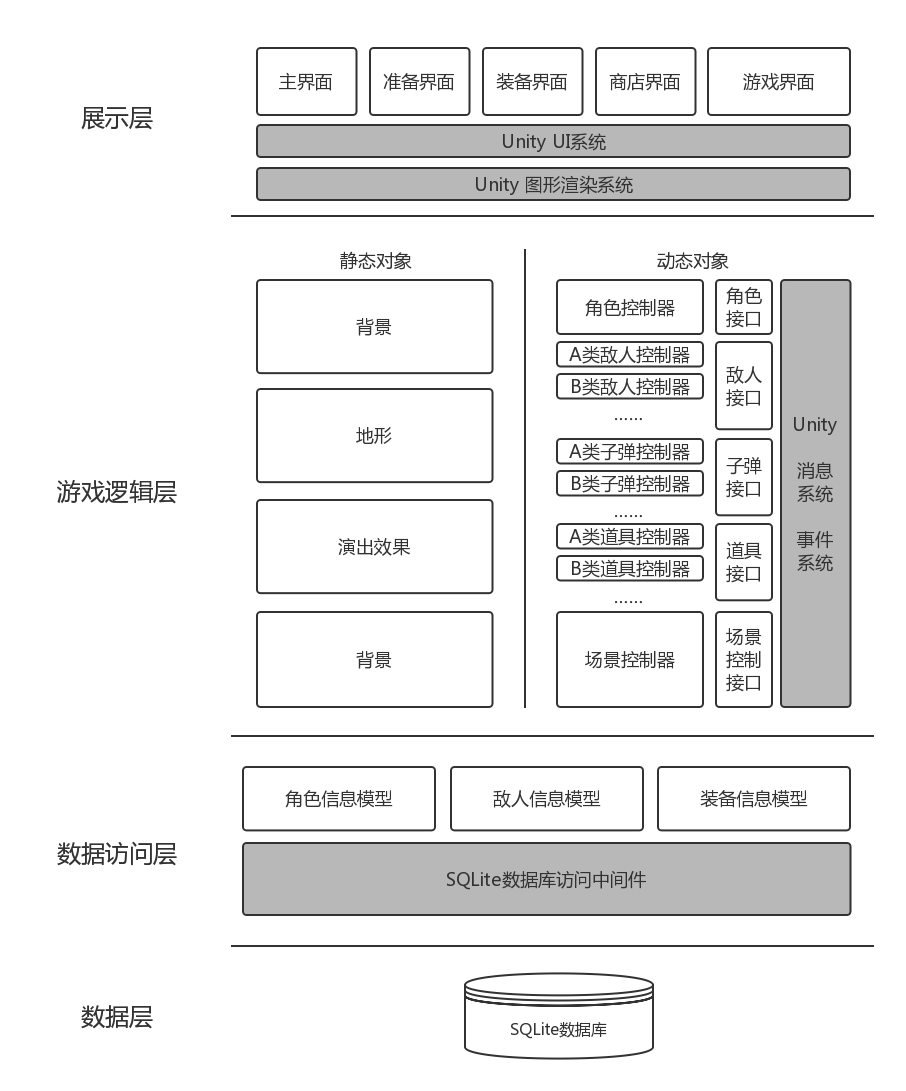 展示层
主界面
准备界面
装备界面
商店界面
游戏界面
Unity UI系统
Unity 图形渲染系统
游戏逻辑层
静态对象
背景
地形
演出效果
背景
动态对象
角色控制器
A类敌人控制器
B类敌人控制器
......
A类子弹控制器
B类子弹控制器
......
A类道具控制器
B类道具控制器
......
场景控制器
角色
接口
敌人
接口
子弹
接口
道具
接口
场景
控制
接口
Unity
消息
系统
事件
系统
数据访问层
角色信息模型
敌人信息模型
装备信息模型
SQLite数据库访问中间件
数据层
SQLite数据库